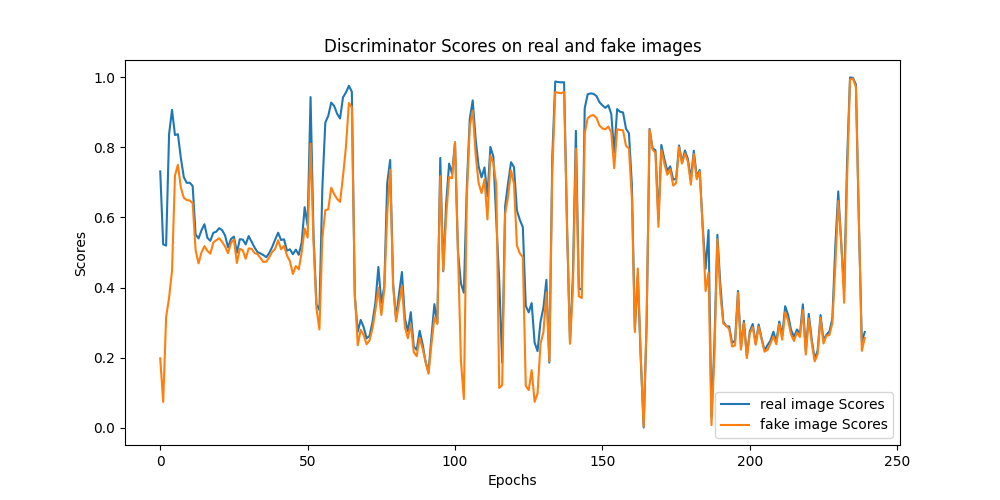 Discriminator Scores on real and fake images
Scores
1.0
0.8
0.6
0.4
0.2
0.0
real image Scores
fake image Scores
0 50 100 150 200 250
Epochs